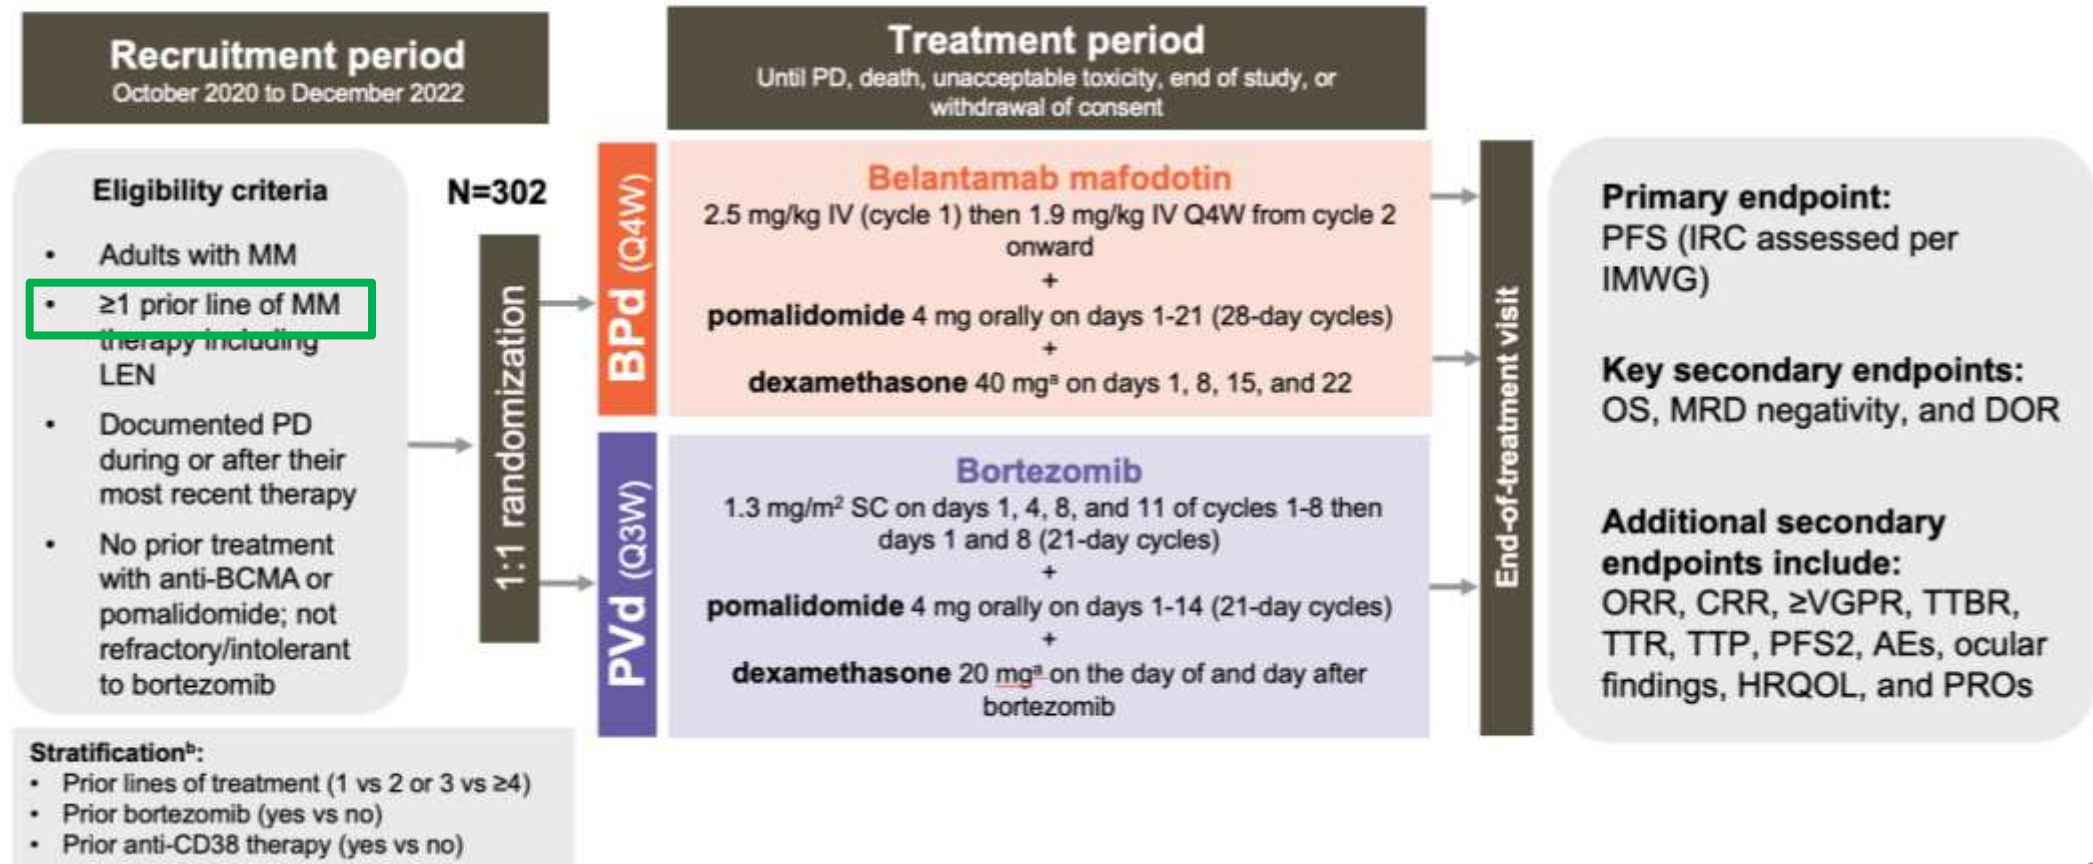 Recruitment period
October 2020 to December 2022
Treatment period
Until PD, death, unacceptable toxicity, end of study, or
withdrawal of consent
Eligibility criteria
• Adults with MM
• ≥1 prior line of MM
therapy including
LEN
• Documented PD
during or after their
most recent therapy
• No prior treatment
with anti-BCMA or
pomalidomide; not
refractory/intolerant
to bortezomib
Stratificationᵇ:
• Prior lines of treatment (1 vs 2 or 3 vs ≥4)
• Prior bortezomib (yes vs no)
• Prior anti-CD38 therapy (yes vs no)
N=302
1:1 randomization
BPd (Q4W)
Belantamab mafodotin
2.5 mg/kg IV (cycle 1) then 1.9 mg/kg IV Q4W from cycle 2
onward
+
pomalidomide 4 mg orally on days 1-21 (28-day cycles)
+
dexamethasone 40 mgᵃ on days 1, 8, 15, and 22
PVd (Q3W)
Bortezomib
1.3 mg/m² SC on days 1, 4, 8, and 11 of cycles 1-8 then
days 1 and 8 (21-day cycles)
+
pomalidomide 4 mg orally on days 1-14 (21-day cycles)
+
dexamethasone 20 mgᵃ on the day of and day after
bortezomib
End-of-treatment visit
Primary endpoint:
PFS (IRC assessed per
IMWG)
Key secondary endpoints:
OS, MRD negativity, and DOR
Additional secondary
endpoints include:
ORR, CRR, ≥VGPR, TTBR,
TTR, TTP, PFS2, AEs, ocular
findings, HRQOL, and PROs